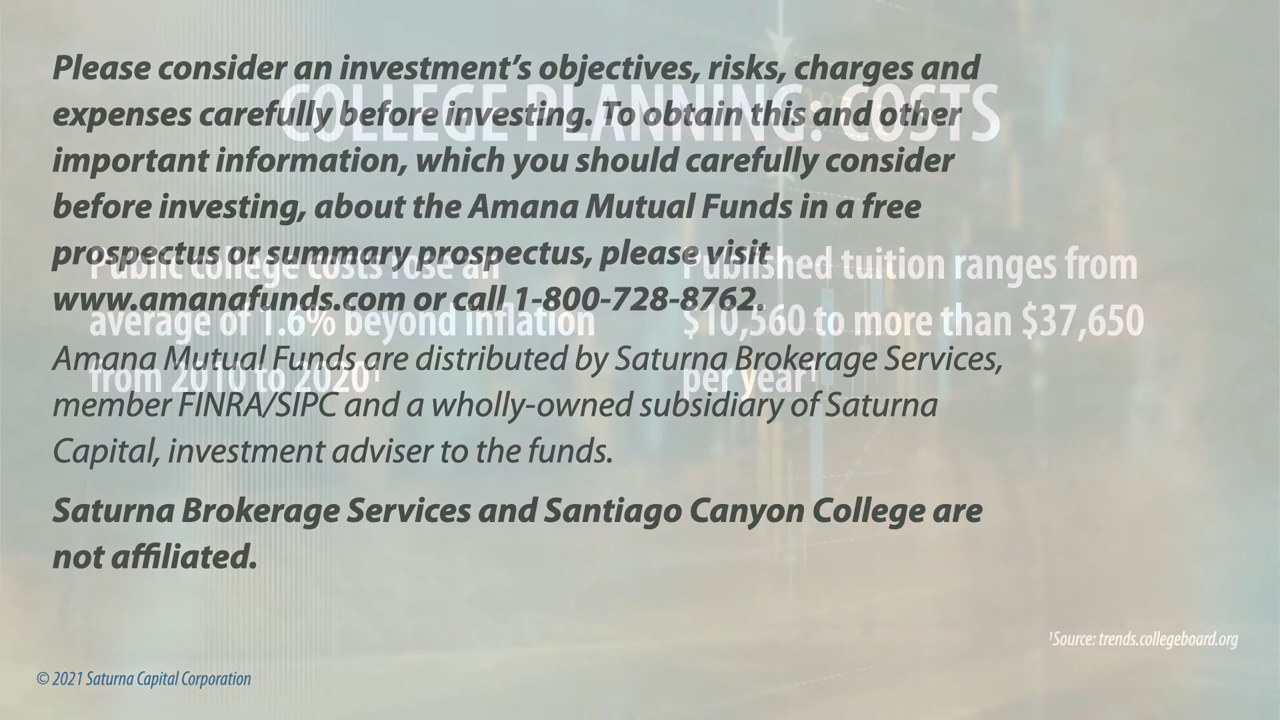 Please consider an investment’s objectives, risks, charges and
expenses carefully before investing. To obtain this and other
important information, which you should carefully consider
before investing, about the Amana Mutual Funds in a free
prospectus or summary prospectus, please visit
www.amanafunds.com or call 1-800-728-8762.
Amana Mutual Funds are distributed by Saturna Brokerage Services,
member FINRA/SIPC and a wholly-owned subsidiary of Saturna
Capital, investment adviser to the funds.
Saturna Brokerage Services and Santiago Canyon College are
not affiliated.
COLLEGE PLANNING: COSTS
Public college costs rose an
average of 1.6% beyond inflation
from 2010 to 2020¹
Published tuition ranges from
$10,560 to more than $37,650
per year¹
¹Source: trends.collegeboard.org
© 2021 Saturna Capital Corporation